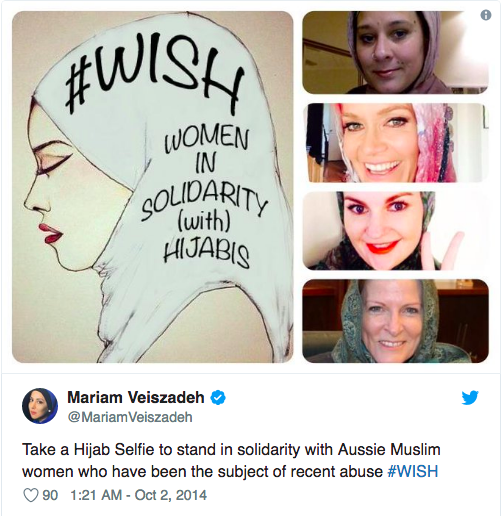 #WISH
WOMEN
IN
SOLIDARITY
(with)
HIJABIS
Mariam Veiszadeh
@MariamVeiszadeh
Take a Hijab Selfie to stand in solidarity with Aussie Muslim
women who have been the subject of recent abuse #WISH
90 1:21 AM - Oct 2, 2014